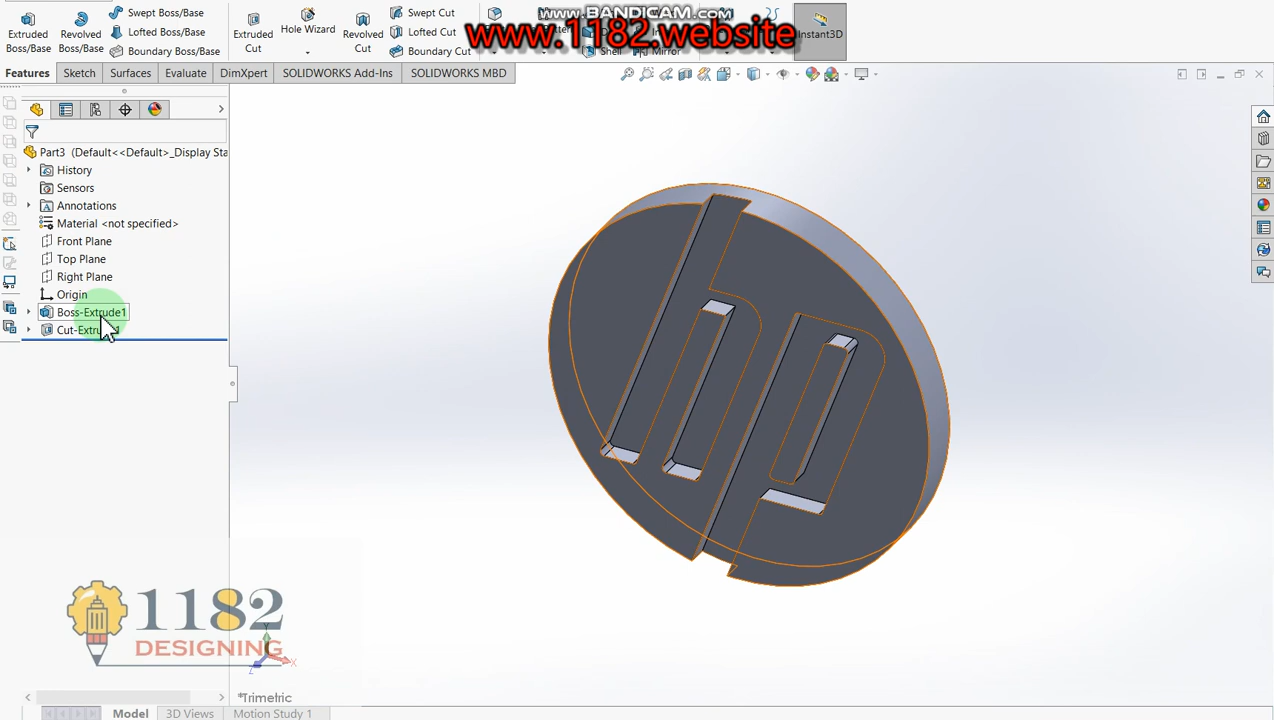 WWW.BANDICAM.COM
www.1182.website
Extruded Boss/Base
Revolved Boss/Base
Swept Boss/Base
Lofted Boss/Base
Boundary Boss/Base
Extruded Cut
Hole Wizard
Revolved Cut
Swept Cut
Lofted Cut
Boundary Cut
Shell
Mirror
Instant3D
Features
Sketch
Surfaces
Evaluate
DimXpert
SOLIDWORKS Add-Ins
SOLIDWORKS MBD
Part3 (Default<<Default>_Display Sta
History
Sensors
Annotations
Material <not specified>
Front Plane
Top Plane
Right Plane
Origin
Boss-Extrude1
hp
1182
DESIGNING
Y
X
Z
*Trimetric
Model
3D Views
Motion Study 1